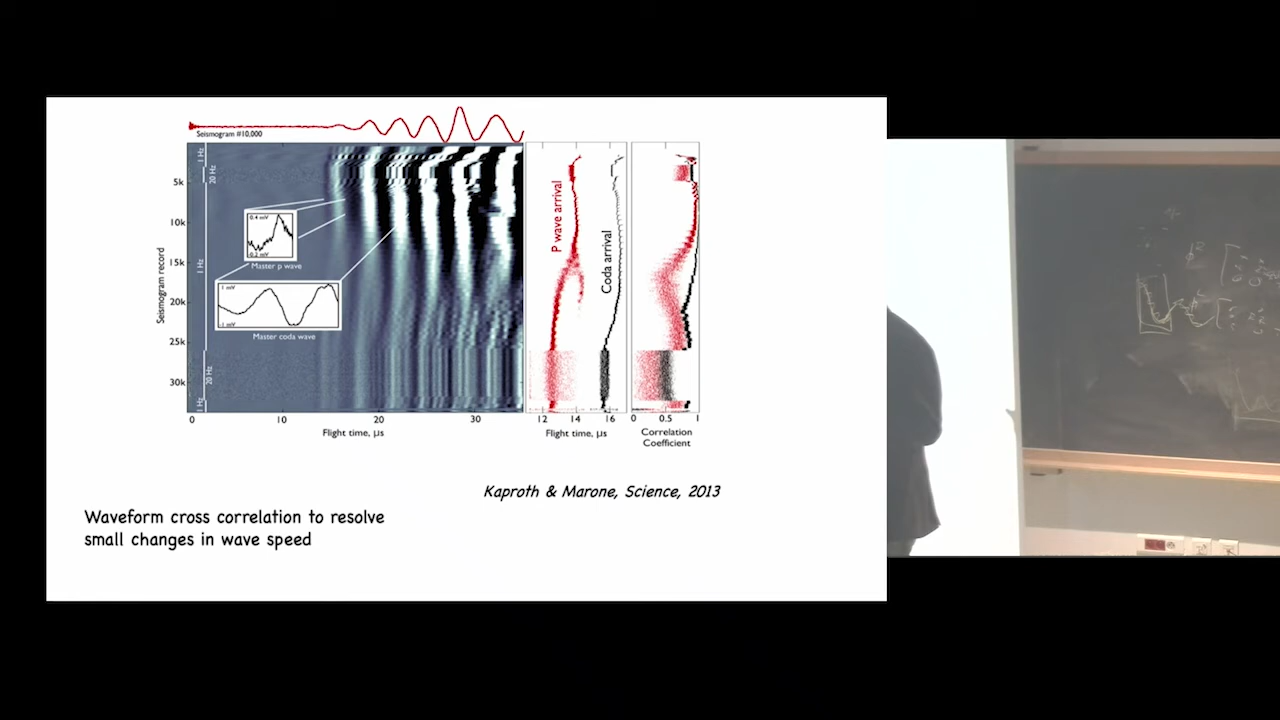 Seismogram #10,000
1 Hz
20 Hz
5k
10k
15k
20k
25k
30k
Seismogram record
1 Hz
20 Hz
1 Hz
0.4 mV
-0.2 mV
Master p wave
1 mV
-1 mV
Master coda wave
0
10
20
30
Flight time, µs
P wave arrival
Coda arrival
12
14
16
Flight time, µs
0
0.5
1
Correlation
Coefficient
Kaproth & Marone, Science, 2013
Waveform cross correlation to resolve
small changes in wave speed